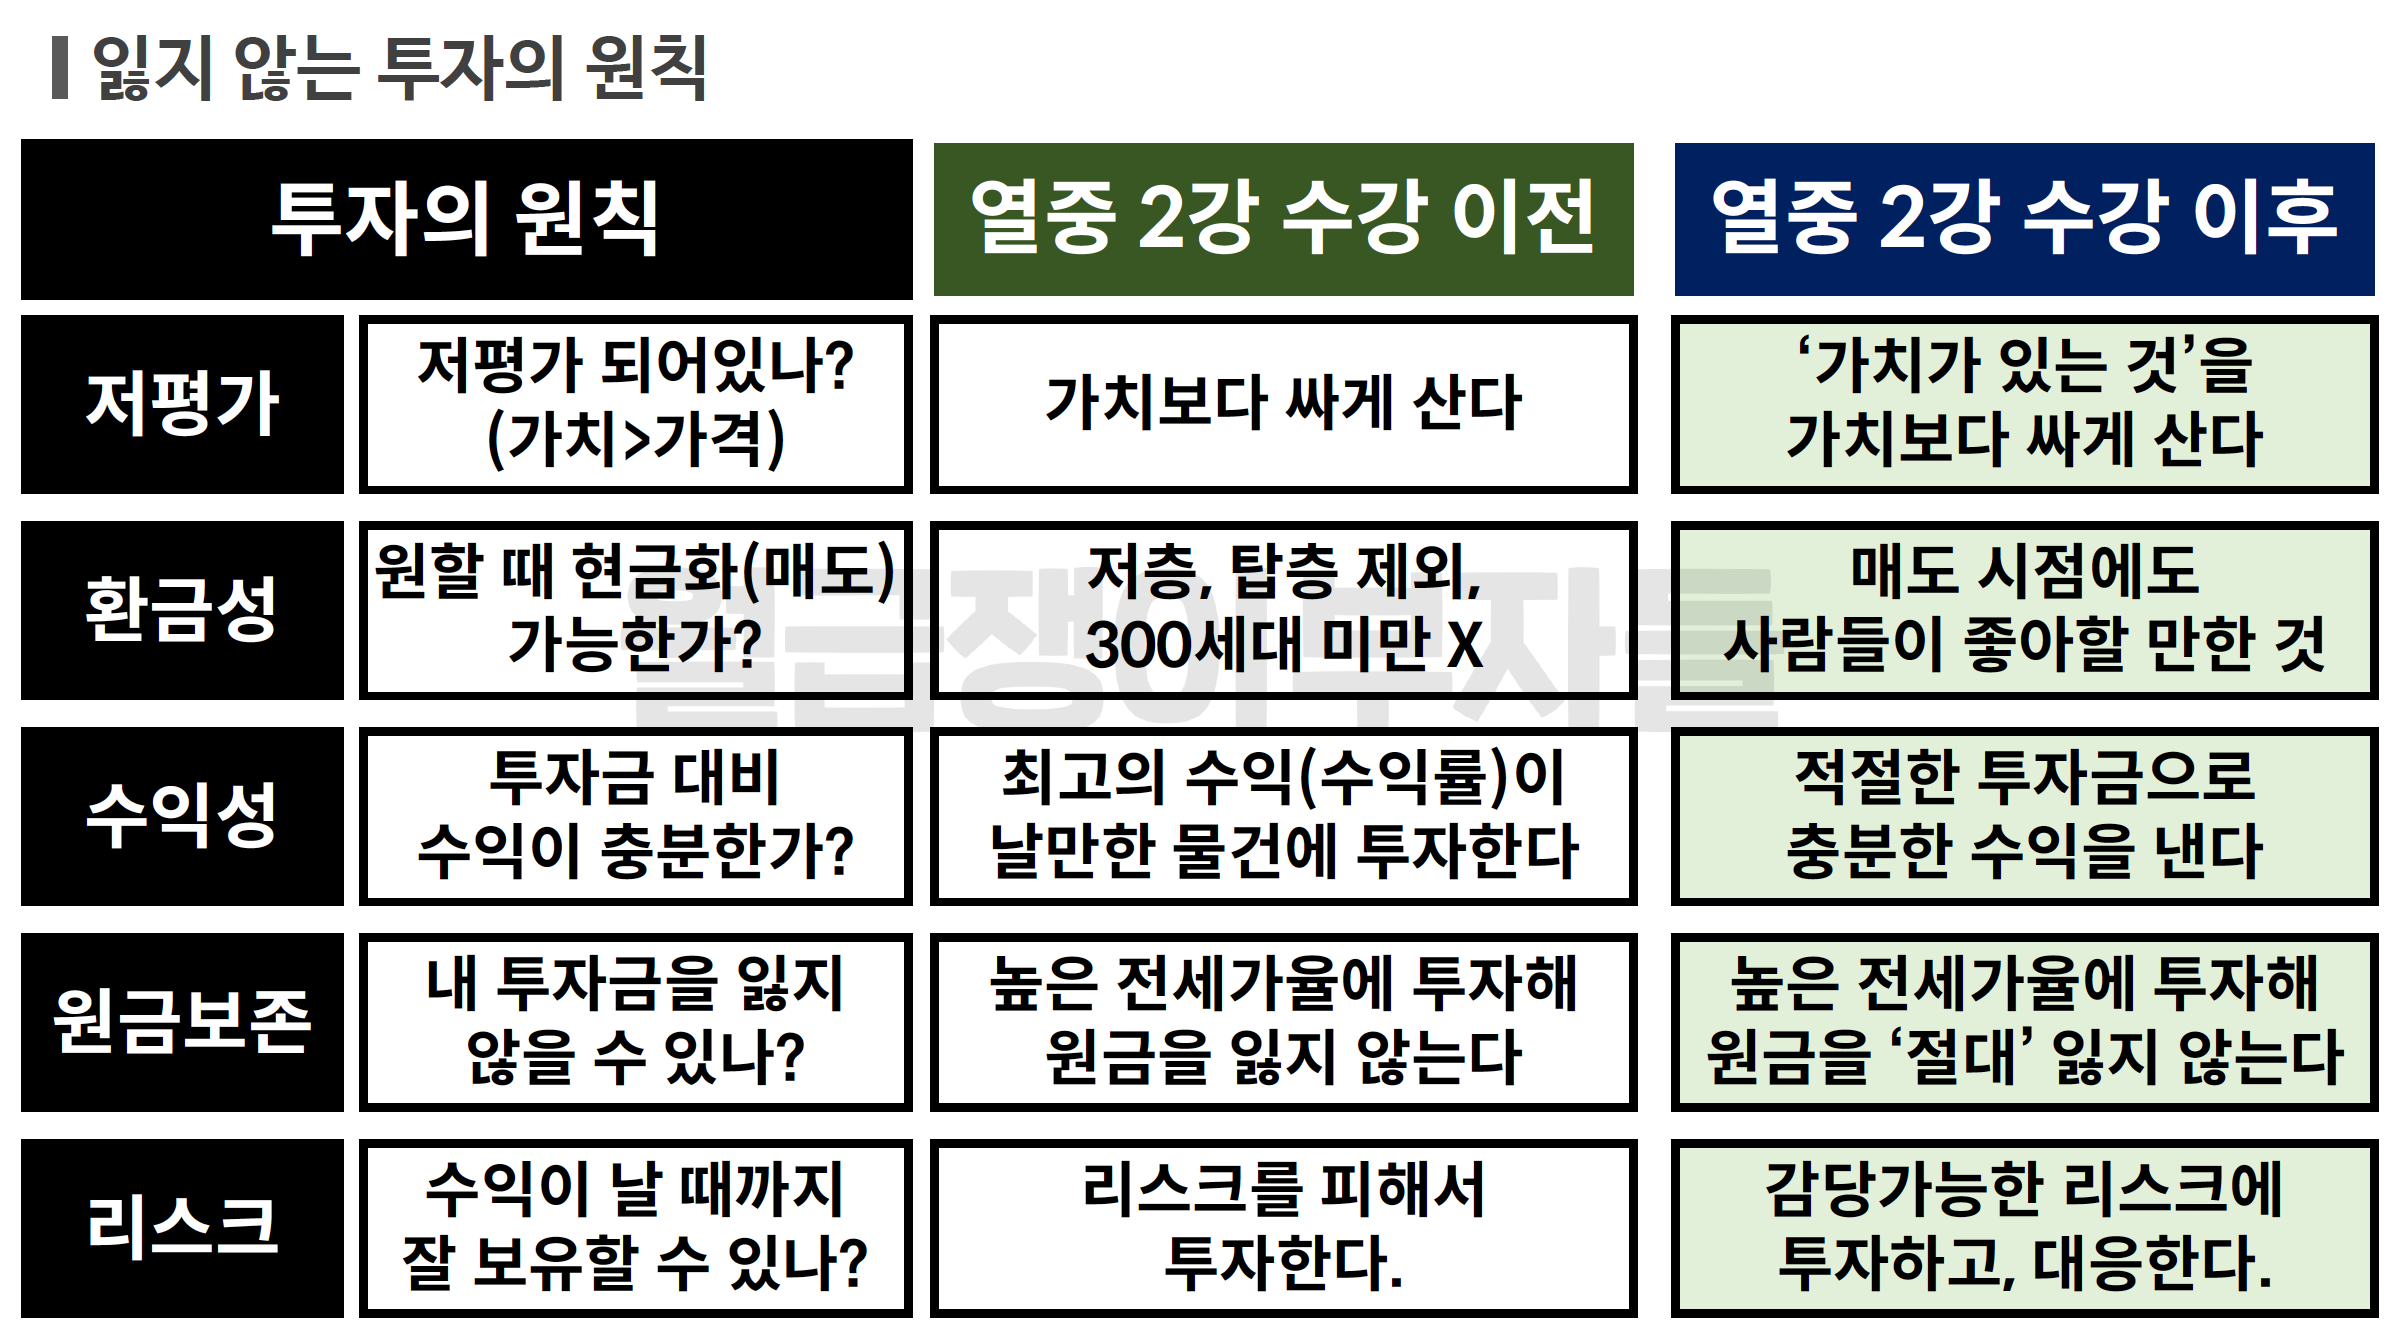 잃지 않는 투자의 원칙
투자의 원칙
열중 2강 수강 이전
열중 2강 수강 이후
저평가
저평가 되어있나?
(가치>가격)
가치보다 싸게 산다
‘가치가 있는 것’을
가치보다 싸게 산다
환금성
원할 때 현금화(매도)
가능한가?
저층, 탑층 제외,
300세대 미만 X
매도 시점에도
사람들이 좋아할 만한 것
수익성
투자금 대비
수익이 충분한가?
최고의 수익(수익률)이
날만한 물건에 투자한다
적절한 투자금으로
충분한 수익을 낸다
원금보존
내 투자금을 잃지
않을 수 있나?
높은 전세가율에 투자해
원금을 잃지 않는다
높은 전세가율에 투자해
원금을 ‘절대’ 잃지 않는다
리스크
수익이 날 때까지
잘 보유할 수 있나?
리스크를 피해서
투자한다.
감당가능한 리스크에
투자하고, 대응한다.
월급쟁이부자들